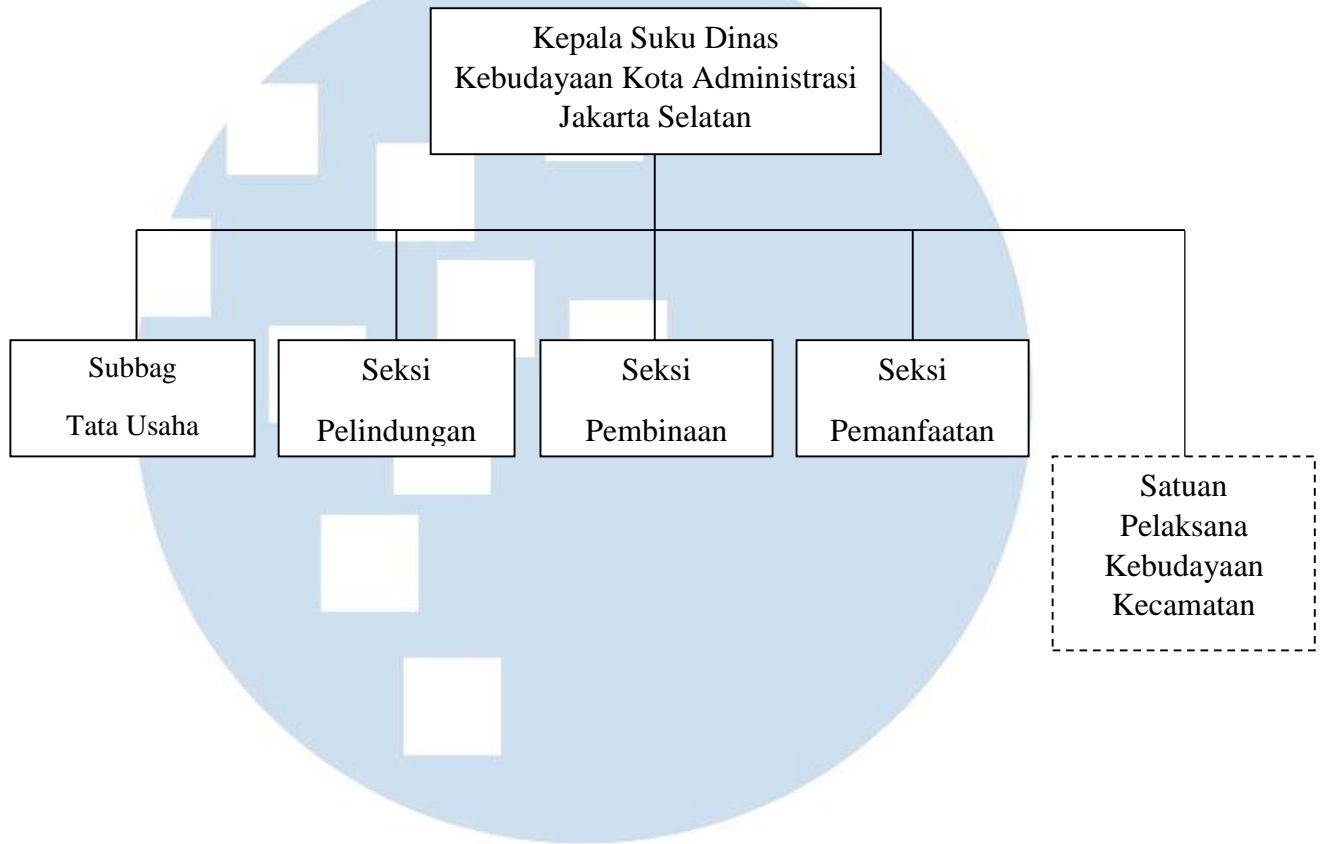 Kepala Suku Dinas
Kebudayaan Kota Administrasi
Jakarta Selatan
Subbag
Tata Usaha
Seksi
Pelindungan
Seksi
Pembinaan
Seksi
Pemanfaatan
Satuan
Pelaksana
Kebudayaan
Kecamatan